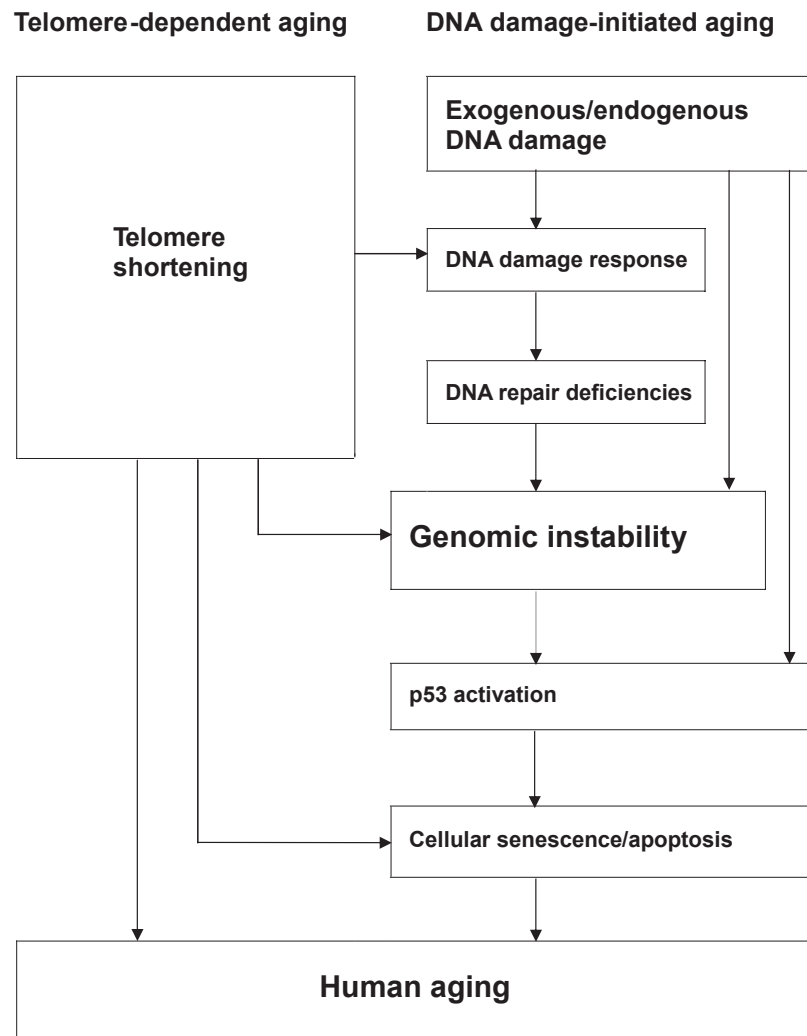 Telomere-dependent aging
DNA damage-initiated aging
Exogenous/endogenous
DNA damage
Telomere
shortening
DNA damage response
DNA repair deficiencies
Genomic instability
p53 activation
Cellular senescence/apoptosis
Human aging